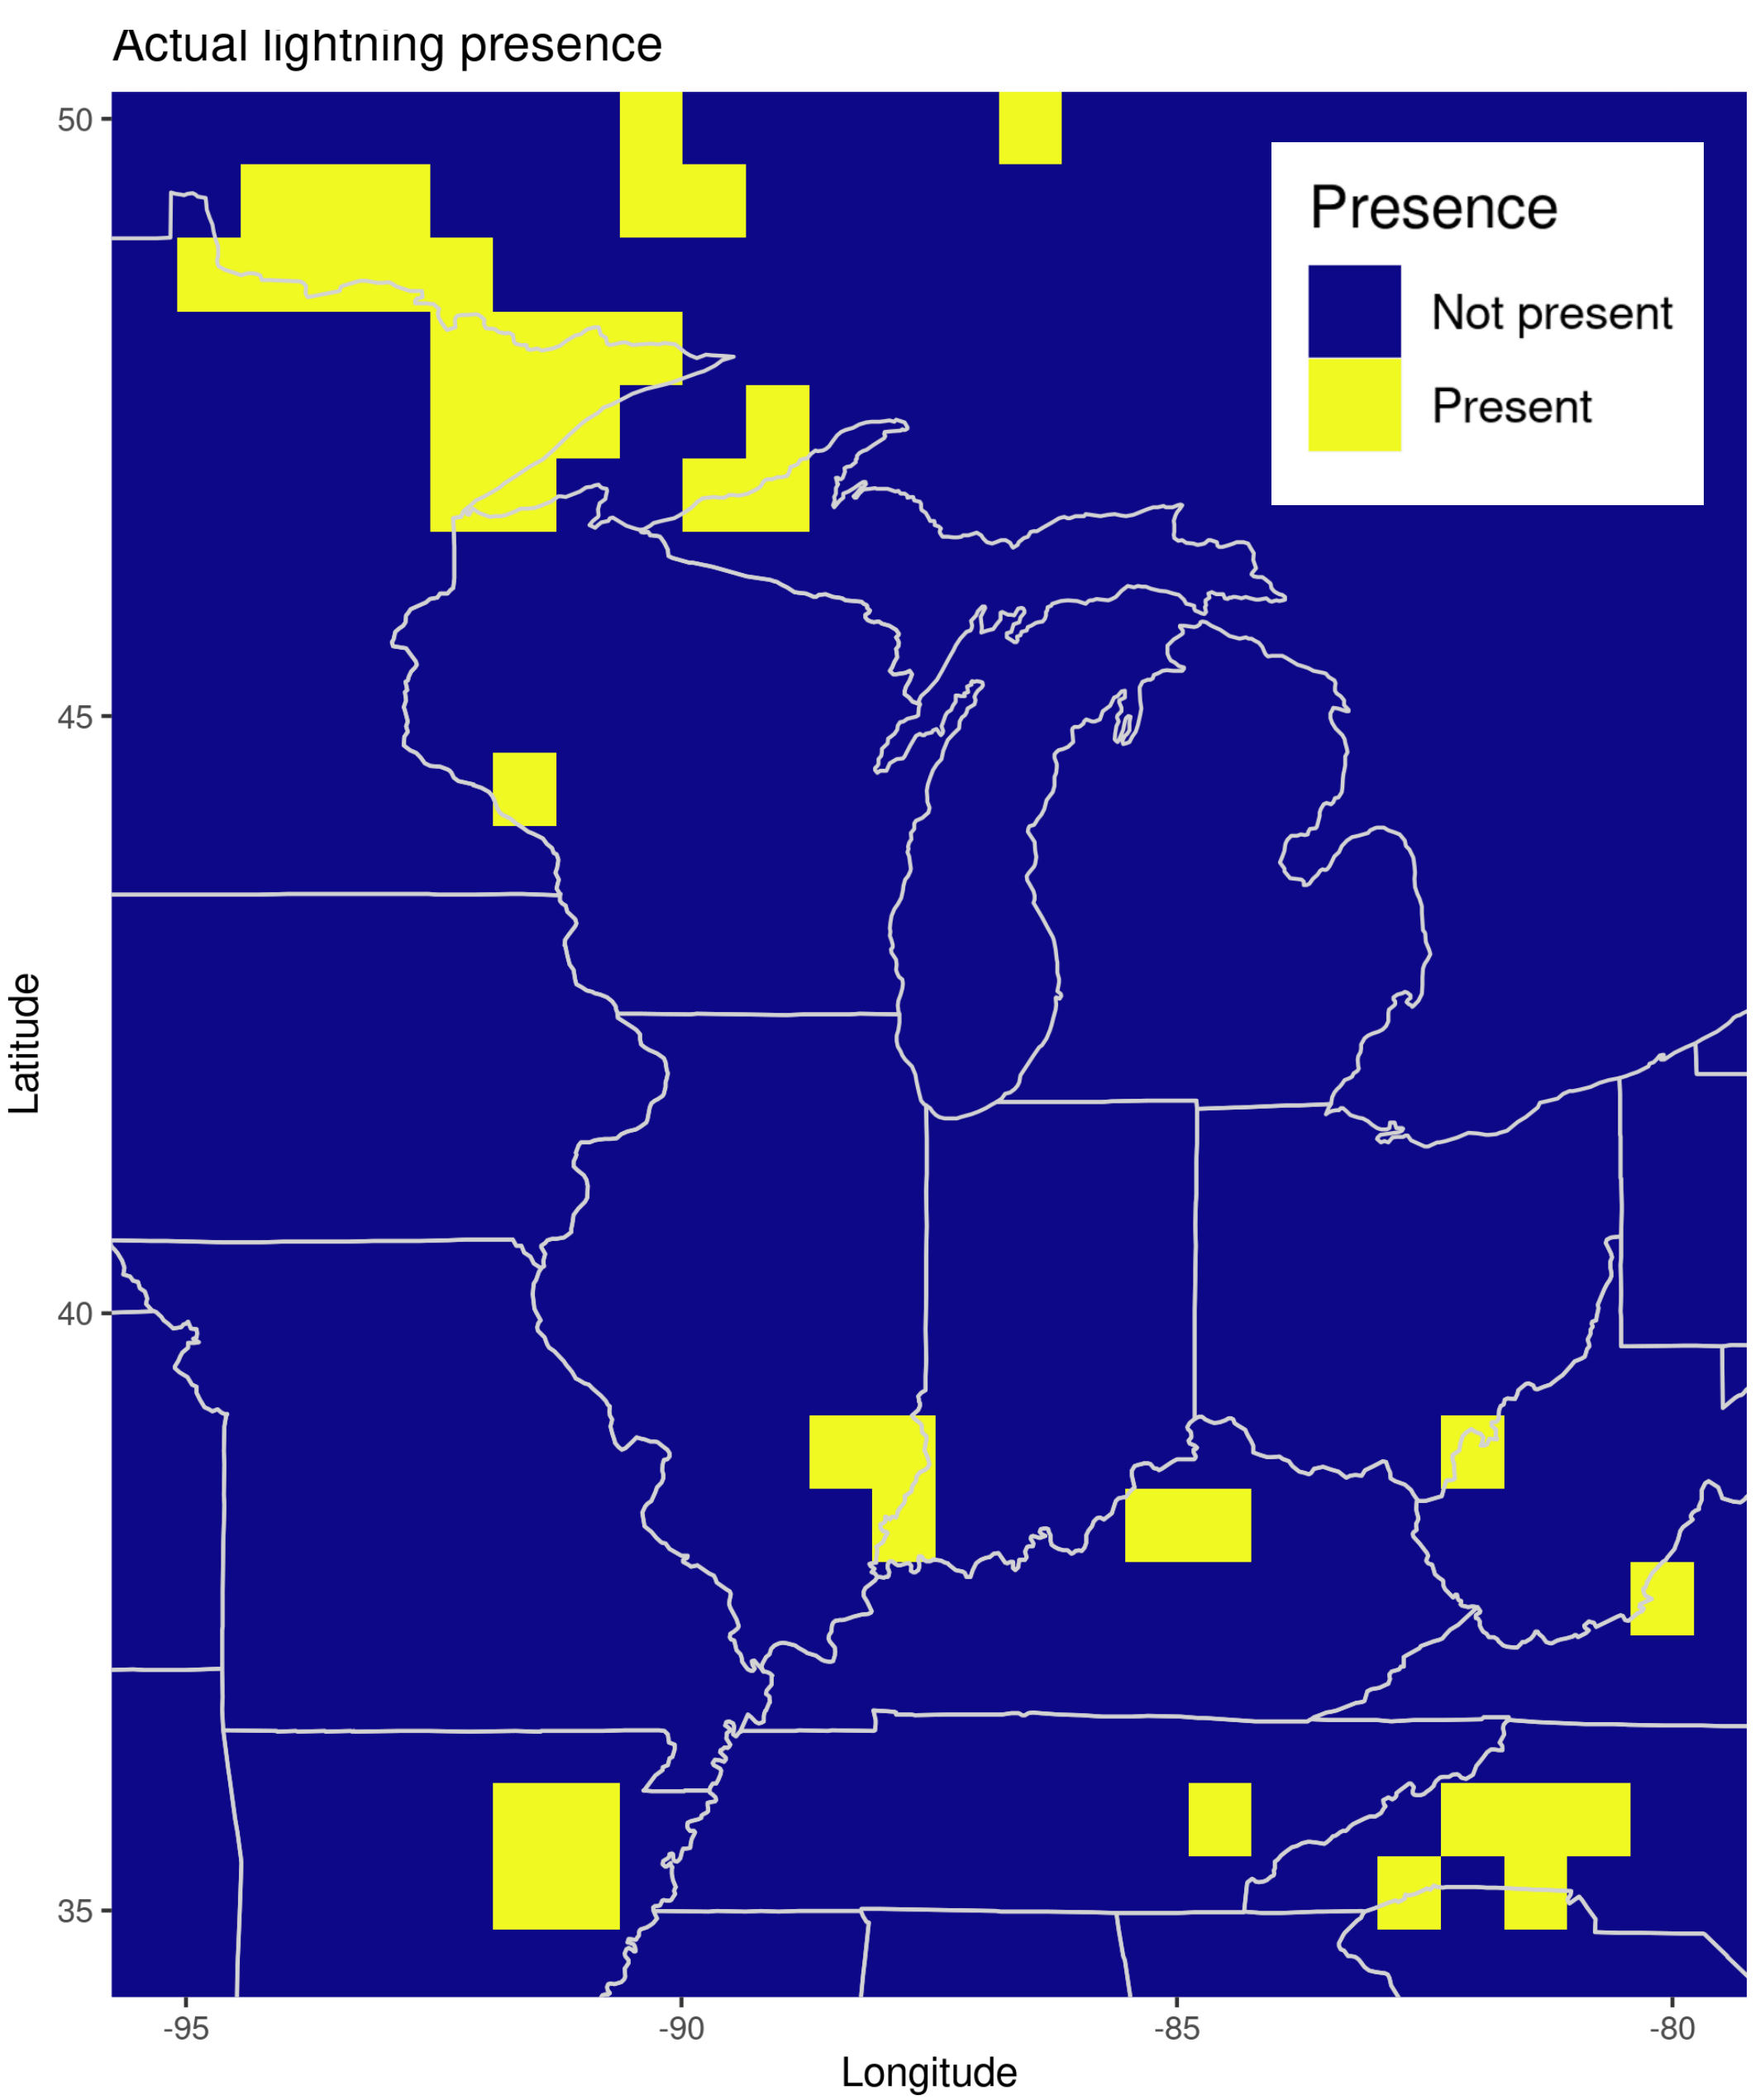 Actual lightning presence
50
45
40
35
Latitude
Presence
Not present
Present
-95
-90
-85
-80
Longitude